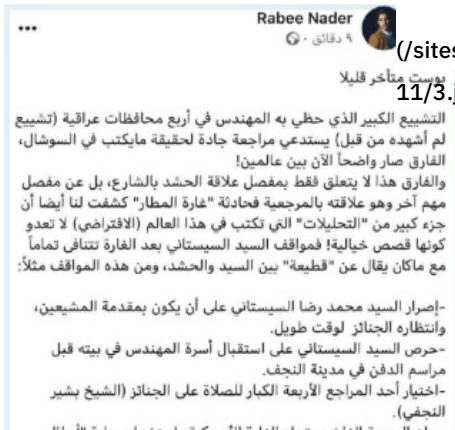 Rabee Nader
٩ دقائق ·
(/sites
بوست متأخر قليلا
11/3.j
التشييع الكبير الذي حظي به المهندس في أربع محافظات عراقية (تشييع
لم أشهده من قبل) يستدعي مراجعة جادة لحقيقة مايكتب في السوشال،
الفارق صار واضحاً الآن بين عالمين!
والفارق هذا لا يتعلق فقط بمفصل علاقة الحشد بالشارع، بل عن مفصل
مهم آخر وهو علاقته بالمرجعية فحادثة "غارة المطار" كشفت لنا أيضا أن
جزء كبير من "التحليلات" التي تكتب في هذا العالم (الافتراضي) لا تعدو
كونها قصص خيالية! فمواقف السيد السيستاني بعد الغارة تتنافى تماماً
مع ماكان يقال عن "قطيعة" بين السيد والحشد، ومن هذه المواقف مثلاً:
-إصرار السيد محمد رضا السيستاني على أن يكون بمقدمة المشيعين،
وانتظاره الجنائز لوقت طويل.
-حرص السيد السيستاني على استقبال أسرة المهندس في بيته قبل
مراسم الدفن في مدينة النجف.
-اختيار أحد المراجع الأربعة الكبار للصلاة على الجنائز (الشيخ بشير
النجفي).